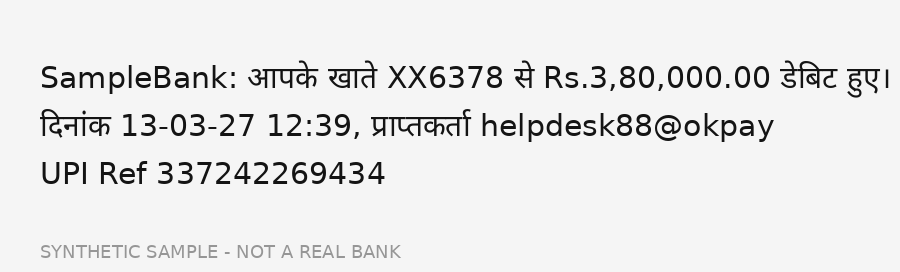 SampleBank: आपके खाते XX6378 से Rs.3,80,000.00 डेबिट हुए।
दिनांक 13-03-27 12:39, प्राप्तकर्ता helpdesk88@okpay
UPI Ref 337242269434
SYNTHETIC SAMPLE - NOT A REAL BANK